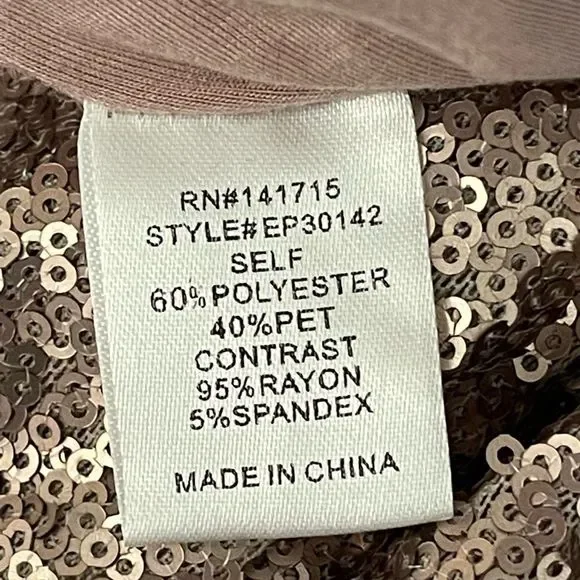 RN#141715
STYLE#EP30142
SELF
60%POLYESTER
40%PET
CONTRAST
95%RAYON
5%SPANDEX
MADE IN CHINA